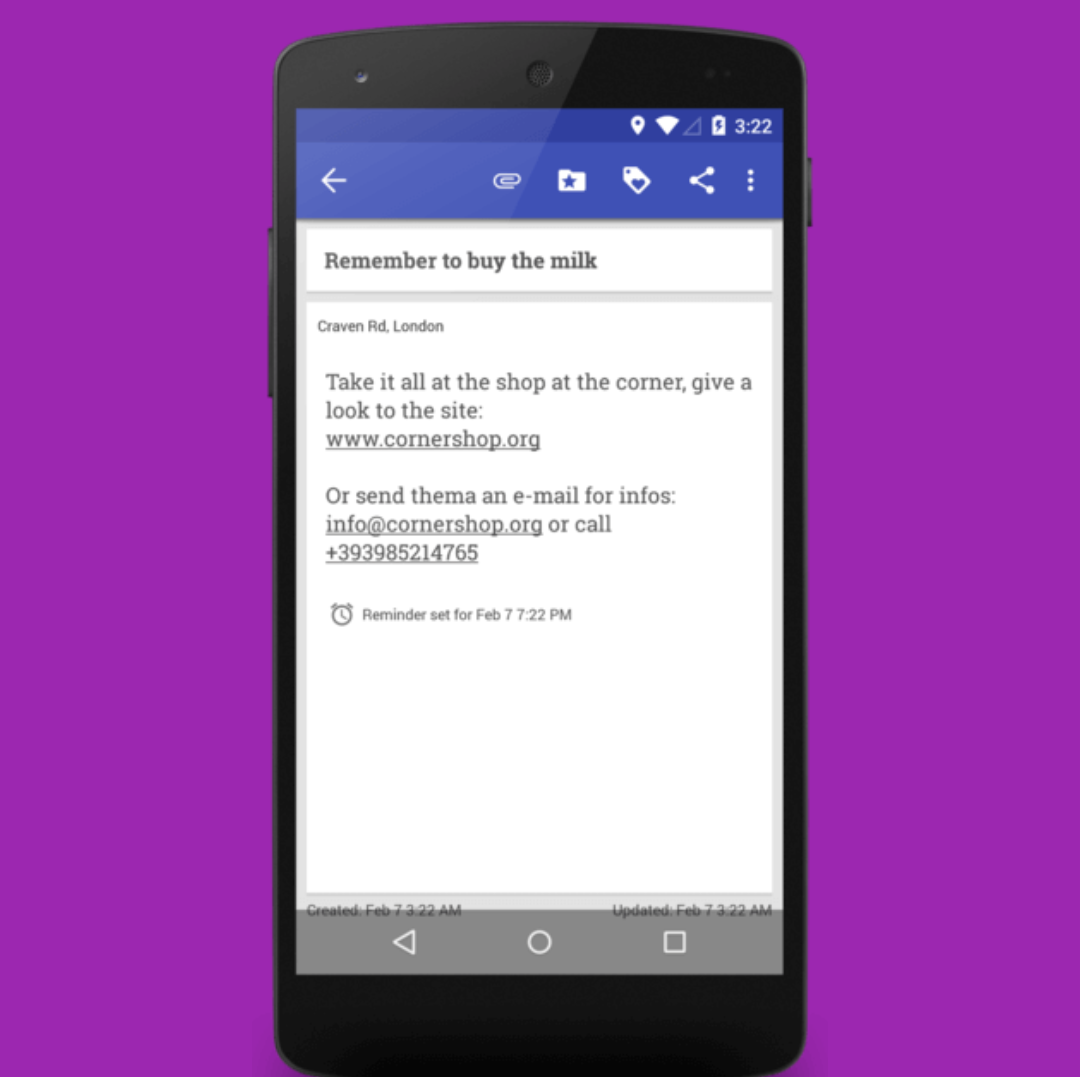 3:22
Remember to buy the milk
Craven Rd, London
Take it all at the shop at the corner, give a
look to the site:
www.cornershop.org
Or send thema an e-mail for infos:
info@cornershop.org or call
+393985214765
Reminder set for Feb 7 7:22 PM
Created: Feb 7 3:22 AM Updated: Feb 7 3:22 AM